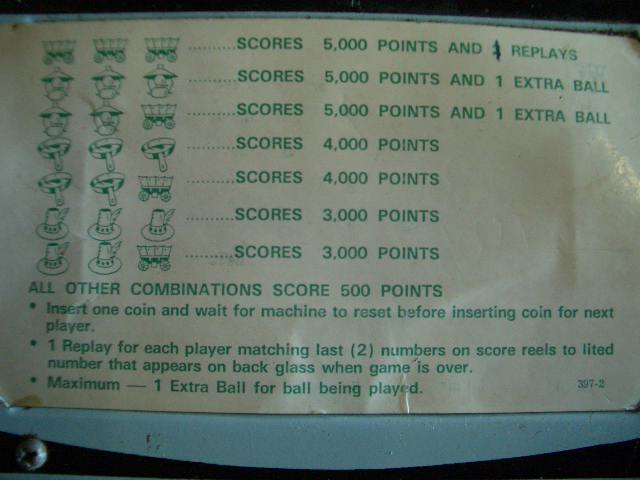 .........SCORES 5,000 POINTS AND 1 REPLAYS
.........SCORES 5,000 POINTS AND 1 EXTRA BALL
.........SCORES 5,000 POINTS AND 1 EXTRA BALL
.........SCORES 4,000 POINTS
.........SCORES 4,000 POINTS
.........SCORES 3,000 POINTS
.........SCORES 3,000 POINTS
ALL OTHER COMBINATIONS SCORE 500 POINTS
* Insert one coin and wait for machine to reset before inserting coin for next
player.
* 1 Replay for each player matching last (2) numbers on score reels to lited
number that appears on back glass when game is over.
* Maximum — 1 Extra Ball for ball being played.
397-2